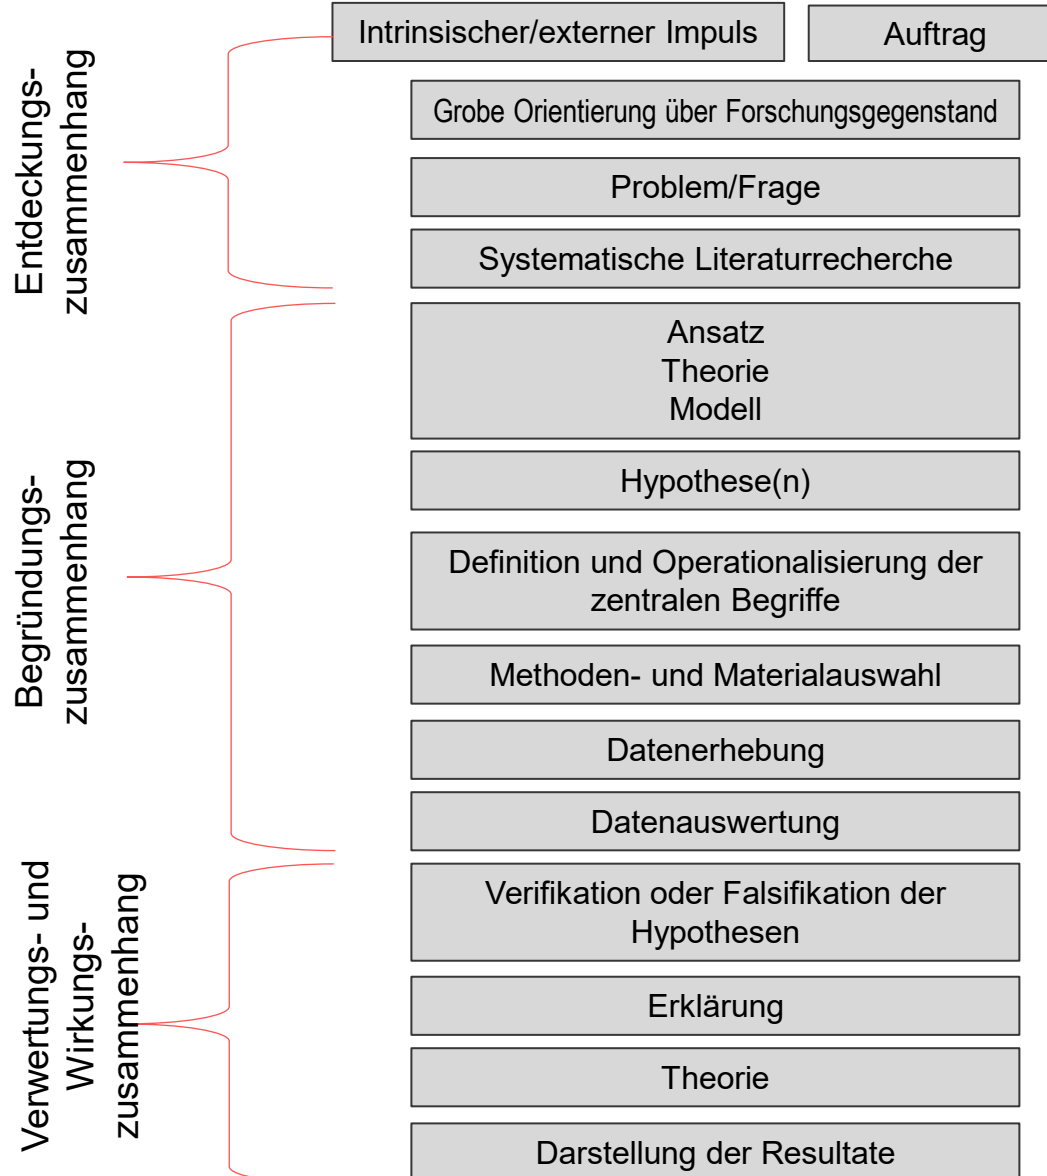 Entdeckungs-
zusammenhang
Intrinsischer/externer Impuls
Auftrag
Grobe Orientierung über Forschungsgegenstand
Problem/Frage
Systematische Literaturrecherche
Begründungs-
zusammenhang
Ansatz
Theorie
Modell
Hypothese(n)
Definition und Operationalisierung der
zentralen Begriffe
Methoden- und Materialauswahl
Datenerhebung
Datenauswertung
Verwertungs- und
Wirkungs-
zusammenhang
Verifikation oder Falsifikation der
Hypothesen
Erklärung
Theorie
Darstellung der Resultate